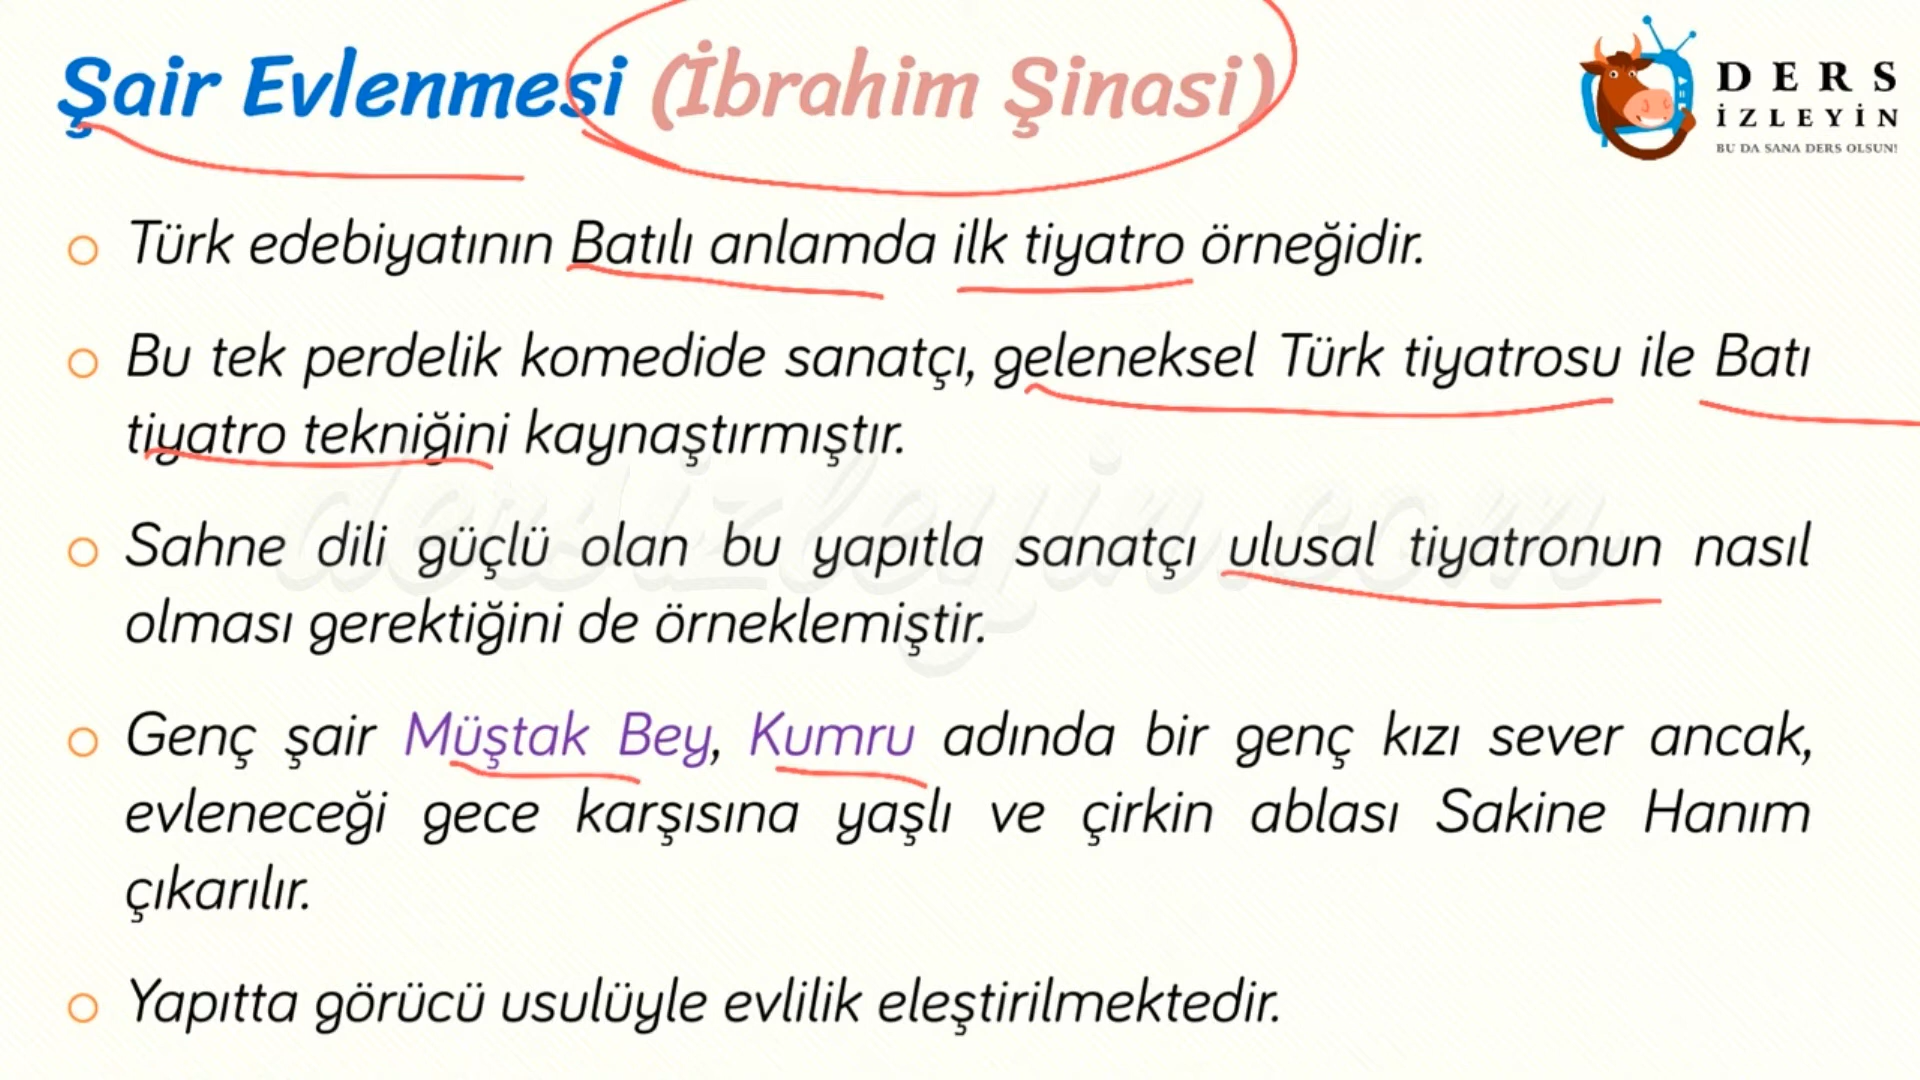 Şair Evlenmesi (İbrahim Şinasi)
DERS
İZLEYİN
BU DA SANA DERS OLSUN!
Türk edebiyatının Batılı anlamda ilk tiyatro örneğidir.
Bu tek perdelik komedide sanatçı, geleneksel Türk tiyatrosu ile Batı
tiyatro tekniğini kaynaştırmıştır.
dersizleyin.com
Sahne dili güçlü olan bu yapıtla sanatçı ulusal tiyatronun nasıl
olması gerektiğini de örneklemiştir.
Genç şair Müştak Bey, Kumru adında bir genç kızı sever ancak,
evleneceği gece karşısına yaşlı ve çirkin ablası Sakine Hanım
çıkarılır.
Yapıtta görücü usulüyle evlilik eleştirilmektedir.